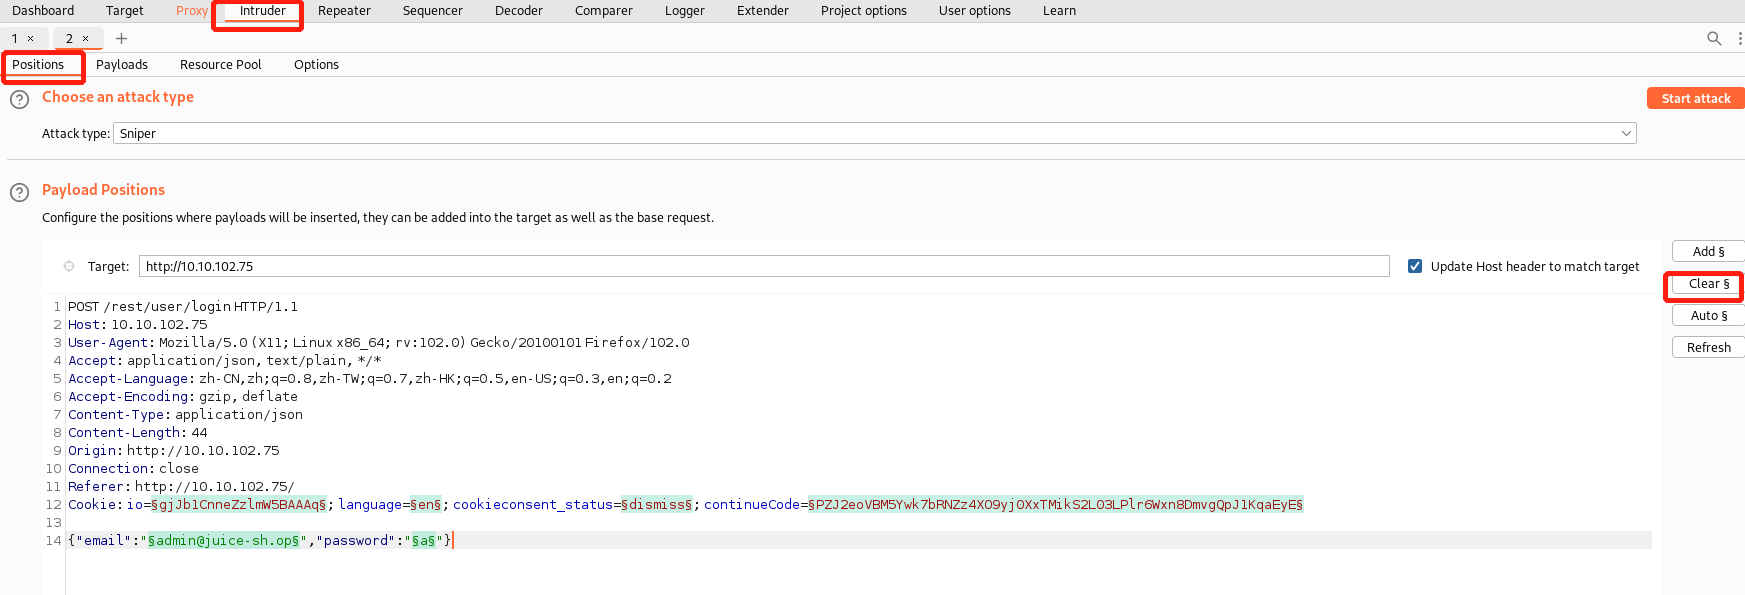 Dashboard Target Proxy Intruder Repeater Sequencer Decoder Comparer Logger Extender Project options User options Learn
1 × 2 × +
Positions Payloads Resource Pool Options
? Choose an attack type Start attack
Attack type: Sniper
? Payload Positions
Configure the positions where payloads will be inserted, they can be added into the target as well as the base request.
Add §
Target: http://10.10.102.75 Update Host header to match target
Clear §
Auto §
Refresh
1 POST /rest/user/login HTTP/1.1
2 Host: 10.10.102.75
3 User-Agent: Mozilla/5.0 (X11; Linux x86_64; rv:102.0) Gecko/20100101 Firefox/102.0
4 Accept: application/json, text/plain, */*
5 Accept-Language: zh-CN,zh;q=0.8,zh-TW;q=0.7,zh-HK;q=0.5,en-US;q=0.3,en;q=0.2
6 Accept-Encoding: gzip, deflate
7 Content-Type: application/json
8 Content-Length: 44
9 Origin: http://10.10.102.75
10 Connection: close
11 Referer: http://10.10.102.75/
12 Cookie: io=§gjJb1CnneZzlmW5BAAAq§; language=§en§; cookieconsent_status=§dismiss§; continueCode=§PZJ2eoVBM5Ywk7bRNZz4XO9yj0XxTMikS2L03LPlr6Wxn8DmvgQpJ1KqaEyE§
13
14 {"email":"§admin@juice-sh.op§","password":"§a§"}